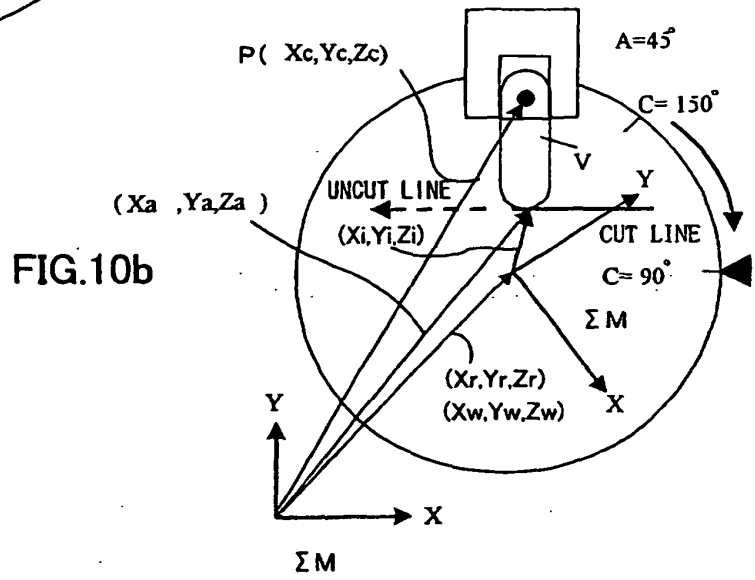 P( Xc,Yc,Zc)
A=45°
C= 150°
V
UNCUT LINE
Y
(Xa ,Ya,Za )
(Xi,Yi,Zi)
CUT LINE
FIG.10b
C= 90°
ΣM
(Xr,Yr,Zr)
X
(Xw,Yw,Zw)
Y
X
ΣM